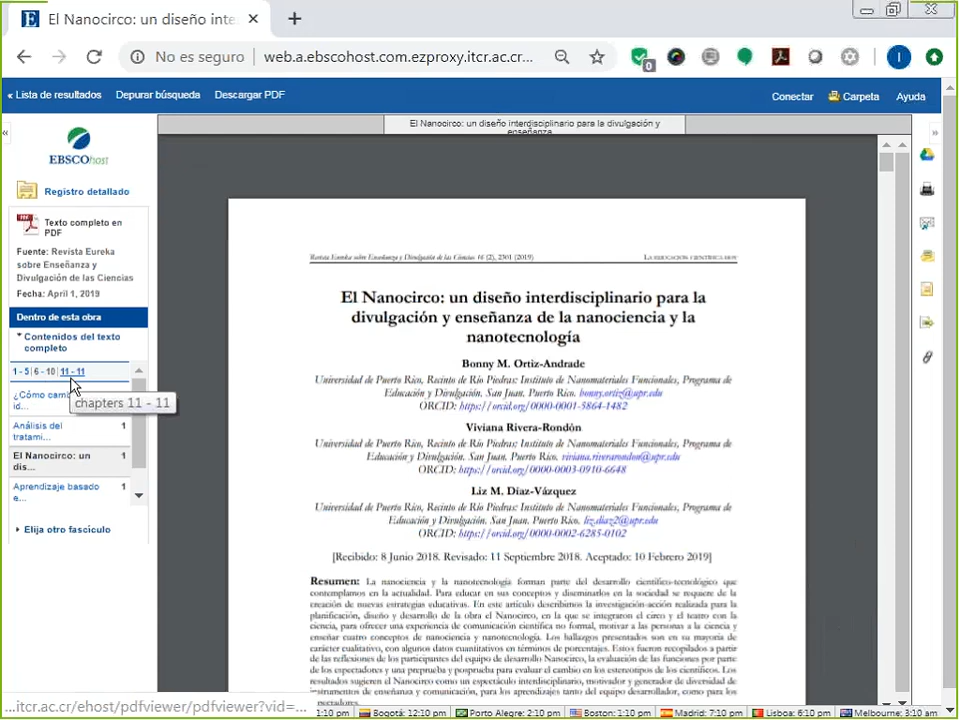 El Nanocirco: un diseño inte
No es seguro
web.a.ebscohost.com.ezproxy.itcr.ac.cr...
0
I
« Lista de resultados
Depurar búsqueda
Descargar PDF
Conectar
Carpeta
Ayuda
El Nanocirco: un diseño interdisciplinario para la divulgación y
enseñanza
«
»
EBSCOhost
Registro detallado
Texto completo en
PDF
Fuente: Revista Eureka
sobre Enseñanza y
Divulgación de las Ciencias
Fecha: April 1, 2019
Dentro de esta obra
Contenidos del texto
completo
1 - 5 | 6 - 10 | 11 - 11
¿Cómo cam
id...
chapters 11 - 11
Análisis del 1
tratami...
El Nanocirco: un 1
dis...
Aprendizaje basado 1
e...
Elija otro fascículo
Revista Eureka sobre Enseñanza y Divulgación de las Ciencias 16 (2), 2301 (2019)
LA EDUCACIÓN CIENTÍFICA HOY
El Nanocirco: un diseño interdisciplinario para la
divulgación y enseñanza de la nanociencia y la
nanotecnología
Bonny M. Ortiz-Andrade
Universidad de Puerto Rico, Recinto de Río Piedras: Instituto de Nanomateriales Funcionales, Programa de
Educación y Divulgación. San Juan. Puerto Rico. bonny.ortiz@upr.edu
ORCID: https://orcid.org/0000-0001-5864-1482
Viviana Rivera-Rondón
Universidad de Puerto Rico, Recinto de Río Piedras: Instituto de Nanomateriales Funcionales, Programa de
Educación y Divulgación. San Juan, Puerto Rico. viviana.riverarondon@upr.edu
ORCID: https://orcid.org/0000-0003-0910-6648
Liz M. Díaz-Vázquez
Universidad de Puerto Rico, Recinto de Río Piedras: Instituto de Nanomateriales Funcionales, Programa de
Educación y Divulgación. San Juan, Puerto Rico. liz.diaz2@upr.edu
ORCID: https://orcid.org/0000-0002-6285-0102
[Recibido: 8 Junio 2018. Revisado: 11 Septiembre 2018. Aceptado: 10 Febrero 2019]
Resumen: La nanociencia y la nanotecnología forman parte del desarrollo científico-tecnológico que
contemplamos en la actualidad. Para educar en sus conceptos y diseminarlos en la sociedad se requiere de la
creación de nuevas estrategias educativas. En este artículo describimos la investigación-acción realizada para la
planificación, diseño y desarrollo de la obra el Nanocirco, en la que se integraron el circo y el teatro con la
ciencia, para ofrecer una experiencia de comunicación científica no formal, motivar a las personas a la ciencia y
enseñar cuatro conceptos de nanociencia y nanotecnología. Los hallazgos presentados son en su mayoría de
carácter cualitativo, con algunos datos cuantitativos en términos de porcentajes. Estos fueron recopilados a partir
de las reflexiones de los participantes del equipo de desarrollo Nanocirco, la evaluación de las funciones por parte
de los espectadores y una preprueba y posprueba para evaluar el cambio en los estereotipos de los científicos. Los
resultados sugieren el Nanocirco como un espectáculo interdisciplinario, motivador y generador de diversidad de
instrumentos de enseñanza y comunicación, para los aprendizajes tanto del equipo desarrollador, como para los
pectadores.
...itcr.ac.cr/ehost/pdfviewer/pdfviewer?vid=...
1:10 pm
Bogotá: 12:10 pm
Porto Alegre: 2:10 pm
Boston: 1:10 pm
Madrid: 7:10 pm
Lisboa: 6:10 pm
Melbourne: 3:10 am